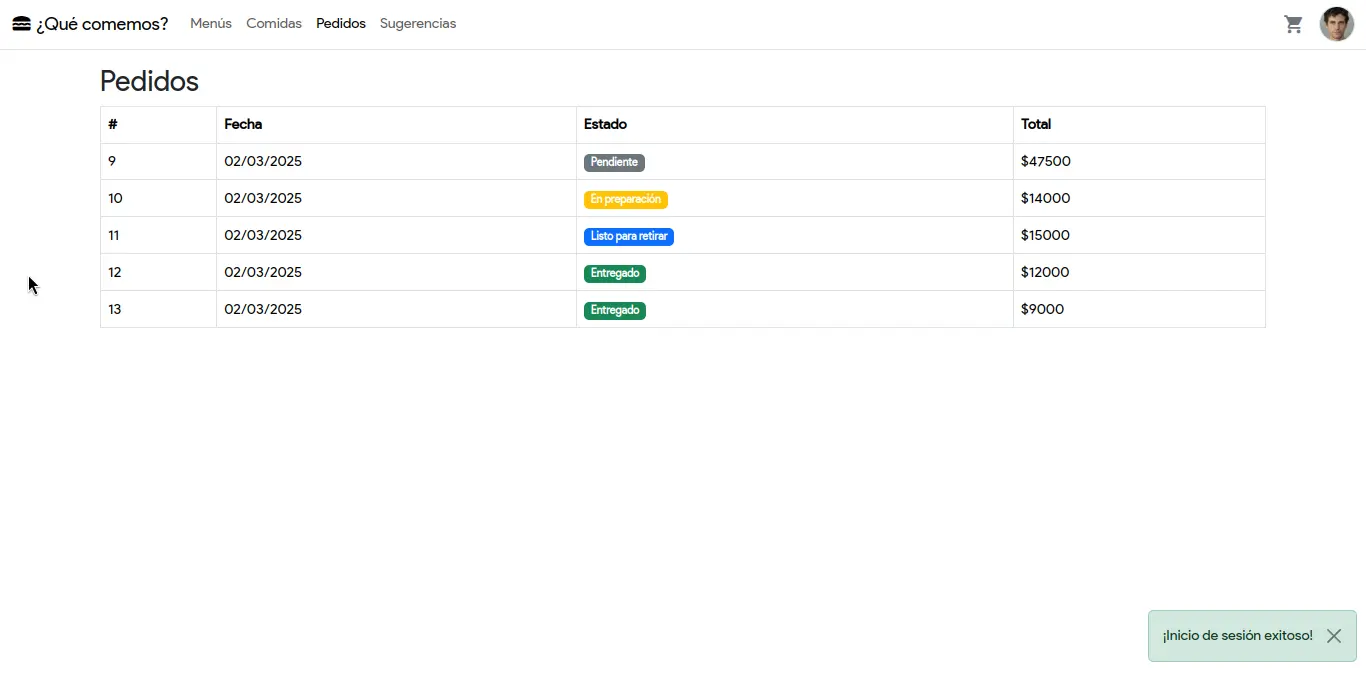 ¿Qué comemos? Menús Comidas Pedidos Sugerencias
Pedidos
# Fecha Estado Total
9 02/03/2025 Pendiente $47500
10 02/03/2025 En preparación $14000
11 02/03/2025 Listo para retirar $15000
12 02/03/2025 Entregado $12000
13 02/03/2025 Entregado $9000
¡Inicio de sesión exitoso!